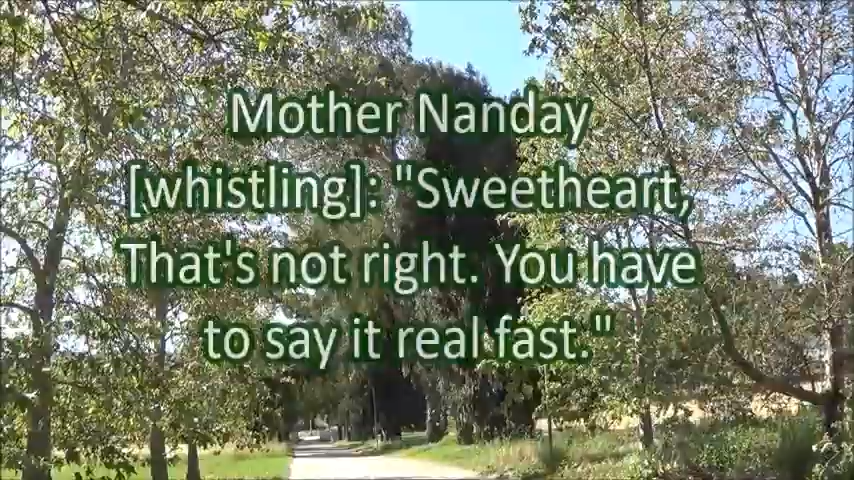 Mother Nanday
[whistling]: "Sweetheart,
That's not right. You have
to say it real fast."